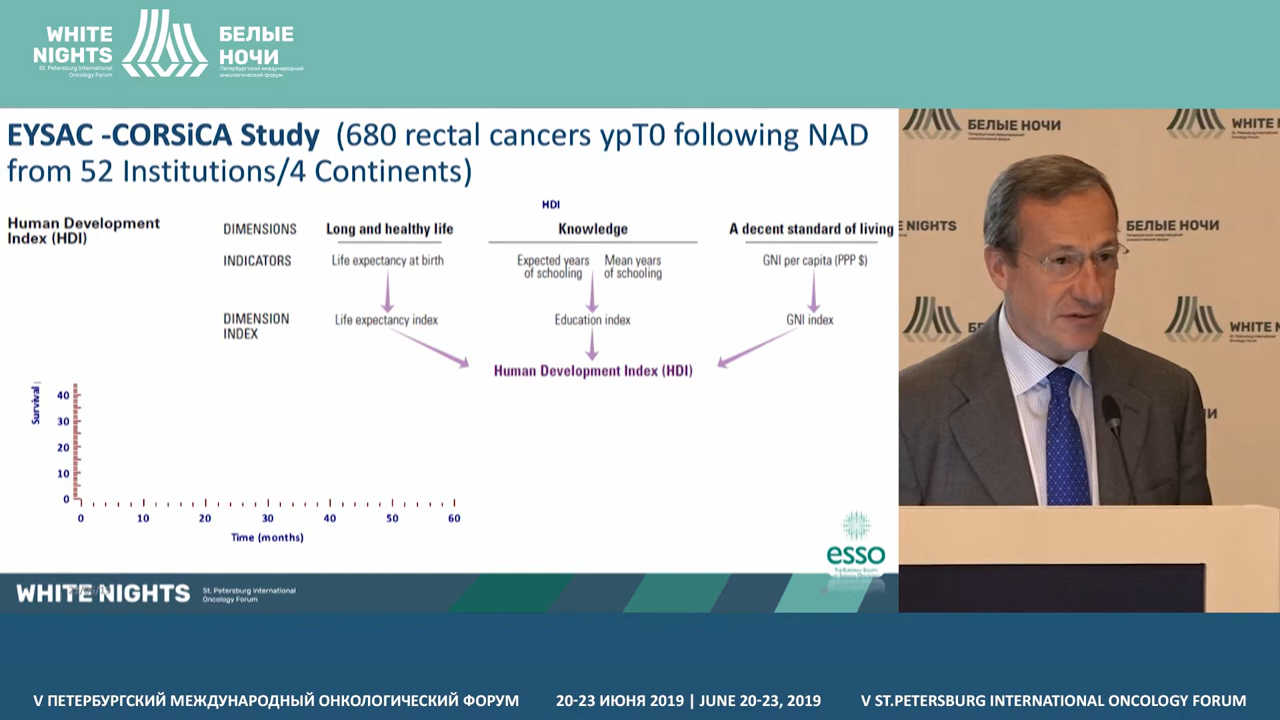 WHITE
NIGHTS
St. Petersburg International
Oncology Forum
БЕЛЫЕ
НОЧИ
Петербургский международный
онкологический форум
EYSAC -CORSiCA Study (680 rectal cancers ypT0 following NAD
from 52 Institutions/4 Continents)
HDI
Human Development
Index (HDI)
DIMENSIONS
Long and healthy life
Knowledge
A decent standard of living
INDICATORS
Life expectancy at birth
Expected years
of schooling
Mean years
of schooling
GNI per capita (PPP $)
DIMENSION
INDEX
Life expectancy index
Education index
GNI index
Human Development Index (HDI)
Survival
40
30
20
10
0
0 10 20 30 40 50 60
Time (months)
esso
WHITE NIGHTS
St. Petersburg International
Oncology Forum
БЕЛЫЕ НОЧИ
WHITE N
NIGHTS
БЕЛЫЕ НОЧИ
БЕ
WHITE N
ЧИ
V ПЕТЕРБУРГСКИЙ МЕЖДУНАРОДНЫЙ ОНКОЛОГИЧЕСКИЙ ФОРУМ
20-23 ИЮНЯ 2019 | JUNE 20-23, 2019
V ST.PETERSBURG INTERNATIONAL ONCOLOGY FORUM